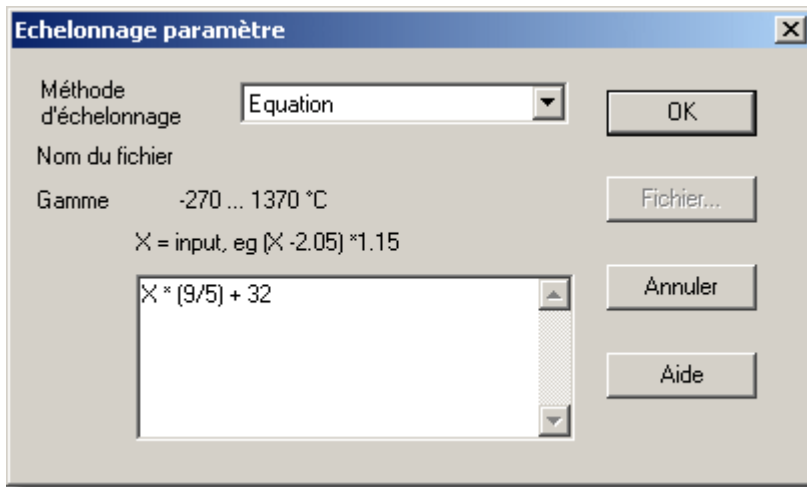 Echelonnage paramètre
Méthode
d'échelonnage
Equation
OK
Nom du fichier
Gamme -270 ... 1370 °C
Fichier...
X = input, eg (X -2.05) *1.15
X * (9/5) + 32
Annuler
Aide